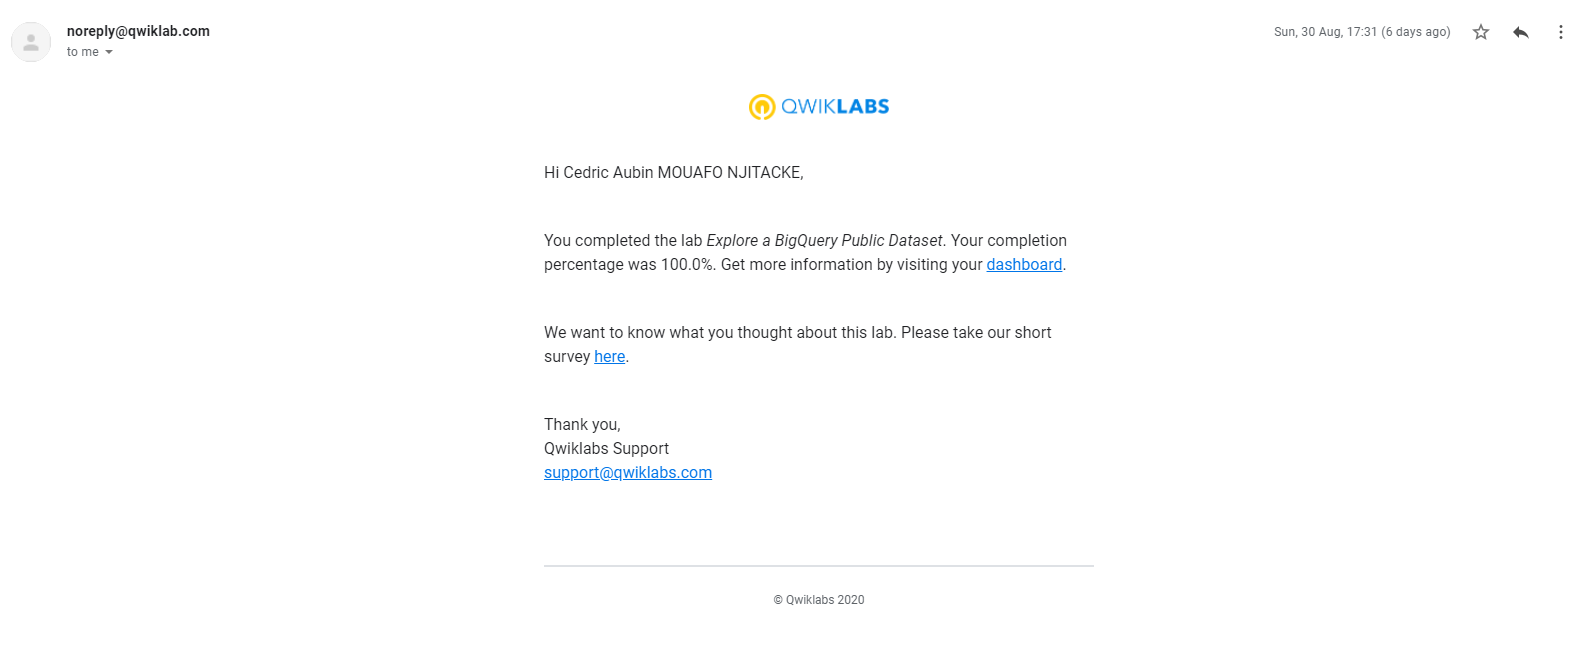 noreply@qwiklab.com
Sun, 30 Aug, 17:31 (6 days ago)
to me
QWIKLABS
Hi Cedric Aubin MOUAFO NJITACKE,
You completed the lab Explore a BigQuery Public Dataset. Your completion
percentage was 100.0%. Get more information by visiting your dashboard.
We want to know what you thought about this lab. Please take our short
survey here.
Thank you,
Qwiklabs Support
support@qwiklabs.com
© Qwiklabs 2020